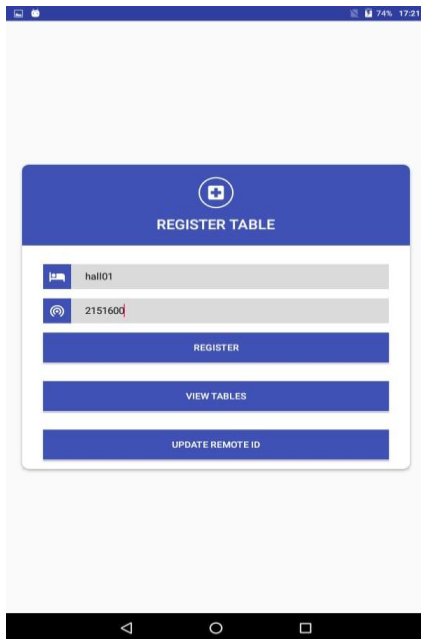 74% 17:21
REGISTER TABLE
hall01
2151600
REGISTER
VIEW TABLES
UPDATE REMOTE ID